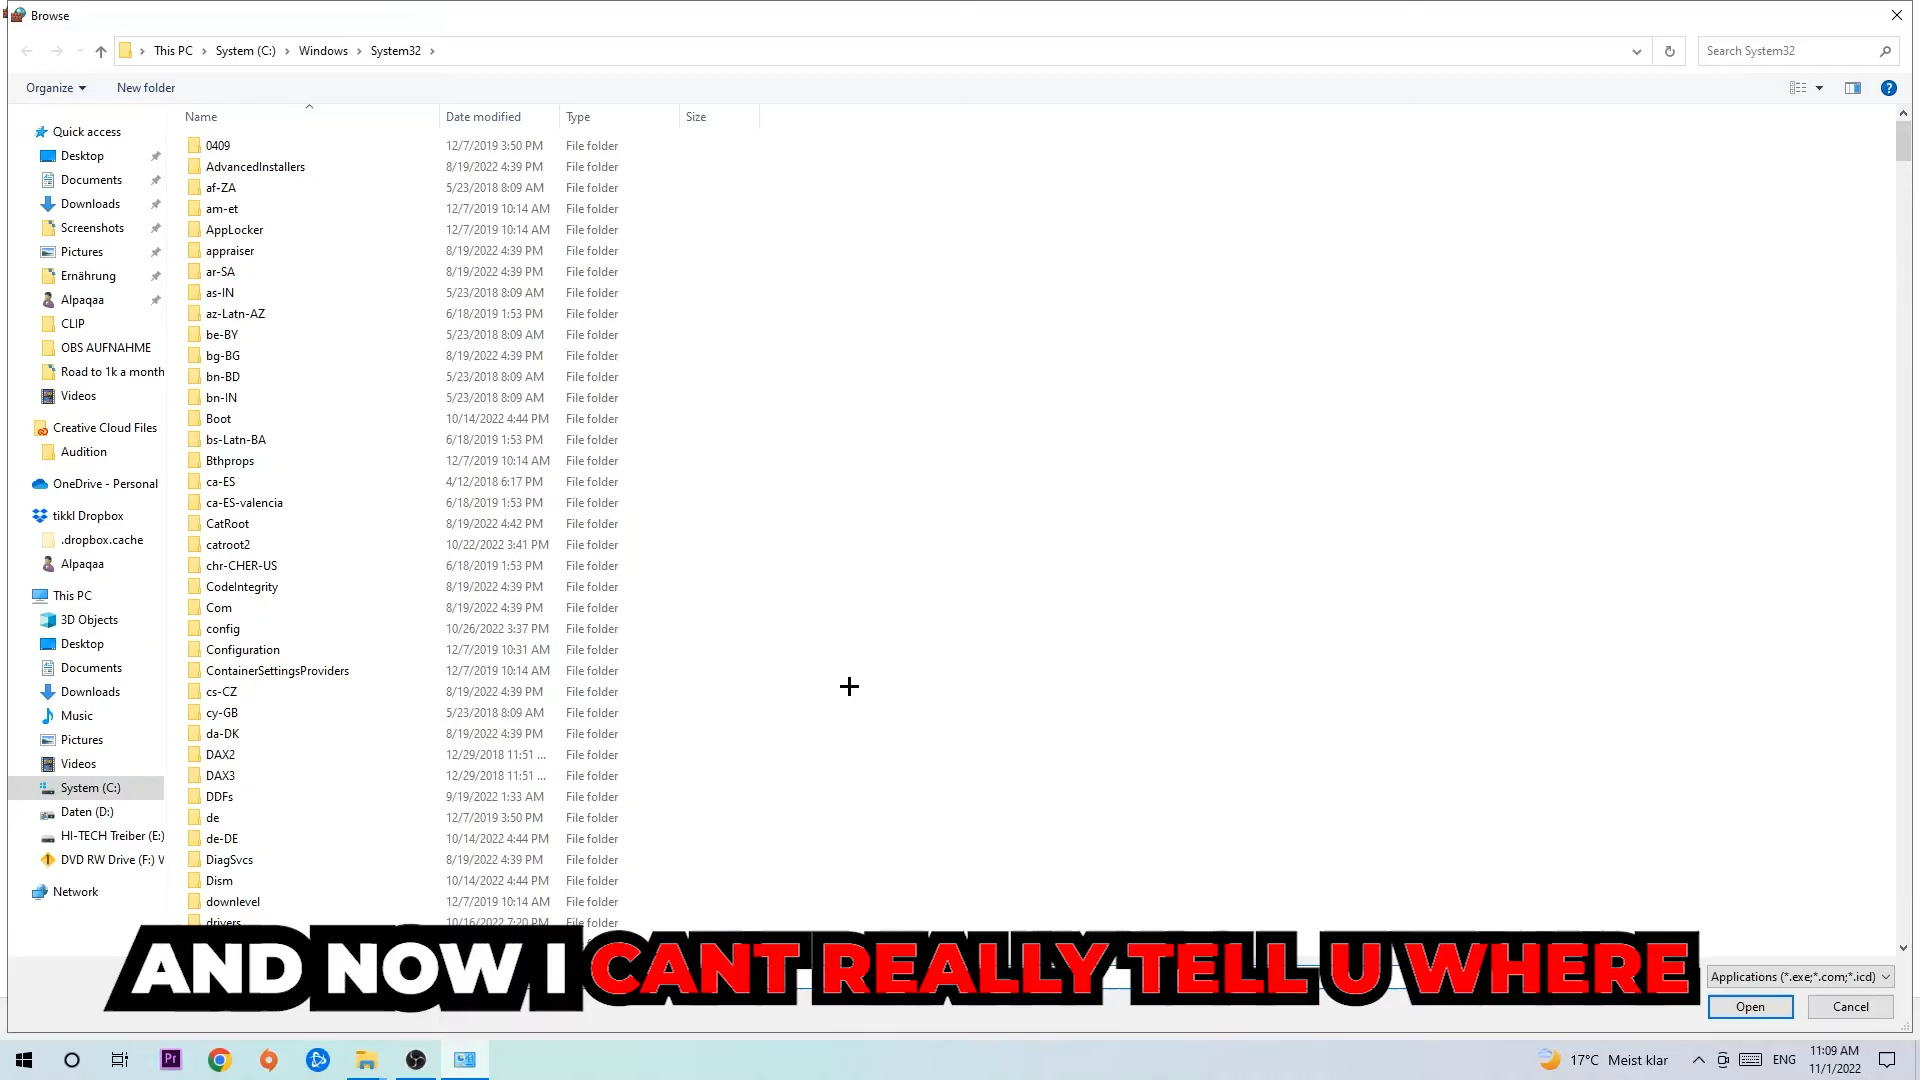 Browse
This PC
System (C:)
Windows
System32
Search System32
Organize
New folder
Name
Date modified
Type
Size
Quick access
Desktop
Documents
Downloads
Screenshots
Pictures
Ernährung
Alpaqaa
CLIP
OBS AUFNAHME
Road to 1k a month
Videos
Creative Cloud Files
Audition
OneDrive - Personal
tikkl Dropbox
.dropbox.cache
Alpaqaa
This PC
3D Objects
Desktop
Documents
Downloads
Music
Pictures
Videos
System (C:)
Daten (D:)
HI-TECH Treiber (E:)
DVD RW Drive (F:) V
Network
0409 12/7/2019 3:50 PM File folder
AdvancedInstallers 8/19/2022 4:39 PM File folder
af-ZA 5/23/2018 8:09 AM File folder
am-et 12/7/2019 10:14 AM File folder
AppLocker 12/7/2019 10:14 AM File folder
appraiser 8/19/2022 4:39 PM File folder
ar-SA 8/19/2022 4:39 PM File folder
as-IN 5/23/2018 8:09 AM File folder
az-Latn-AZ 6/18/2019 1:53 PM File folder
be-BY 5/23/2018 8:09 AM File folder
bg-BG 8/19/2022 4:39 PM File folder
bn-BD 5/23/2018 8:09 AM File folder
bn-IN 5/23/2018 8:09 AM File folder
Boot 10/14/2022 4:44 PM File folder
bs-Latn-BA 6/18/2019 1:53 PM File folder
Bthprops 12/7/2019 10:14 AM File folder
ca-ES 4/12/2018 6:17 PM File folder
ca-ES-valencia 6/18/2019 1:53 PM File folder
CatRoot 8/19/2022 4:42 PM File folder
catroot2 10/22/2022 3:41 PM File folder
chr-CHER-US 6/18/2019 1:53 PM File folder
CodeIntegrity 8/19/2022 4:39 PM File folder
Com 8/19/2022 4:39 PM File folder
config 10/26/2022 3:37 PM File folder
Configuration 12/7/2019 10:31 AM File folder
ContainerSettingsProviders 12/7/2019 10:14 AM File folder
cs-CZ 8/19/2022 4:39 PM File folder
cy-GB 5/23/2018 8:09 AM File folder
da-DK 8/19/2022 4:39 PM File folder
DAX2 12/29/2018 11:51 ... File folder
DAX3 12/29/2018 11:51 ... File folder
DDFs 9/19/2022 1:33 AM File folder
de 12/7/2019 3:50 PM File folder
de-DE 10/14/2022 4:44 PM File folder
DiagSvcs 8/19/2022 4:39 PM File folder
Dism 10/14/2022 4:44 PM File folder
downlevel 12/7/2019 10:14 AM File folder
drivers 10/16/2022 7:20 PM File folder
AND NOW I CANT REALLY TELL U WHERE
Applications (*.exe;*.com;*.icd)
Open
Cancel
Pr
17°C Meist klar
ENG
11:09 AM
11/1/2022